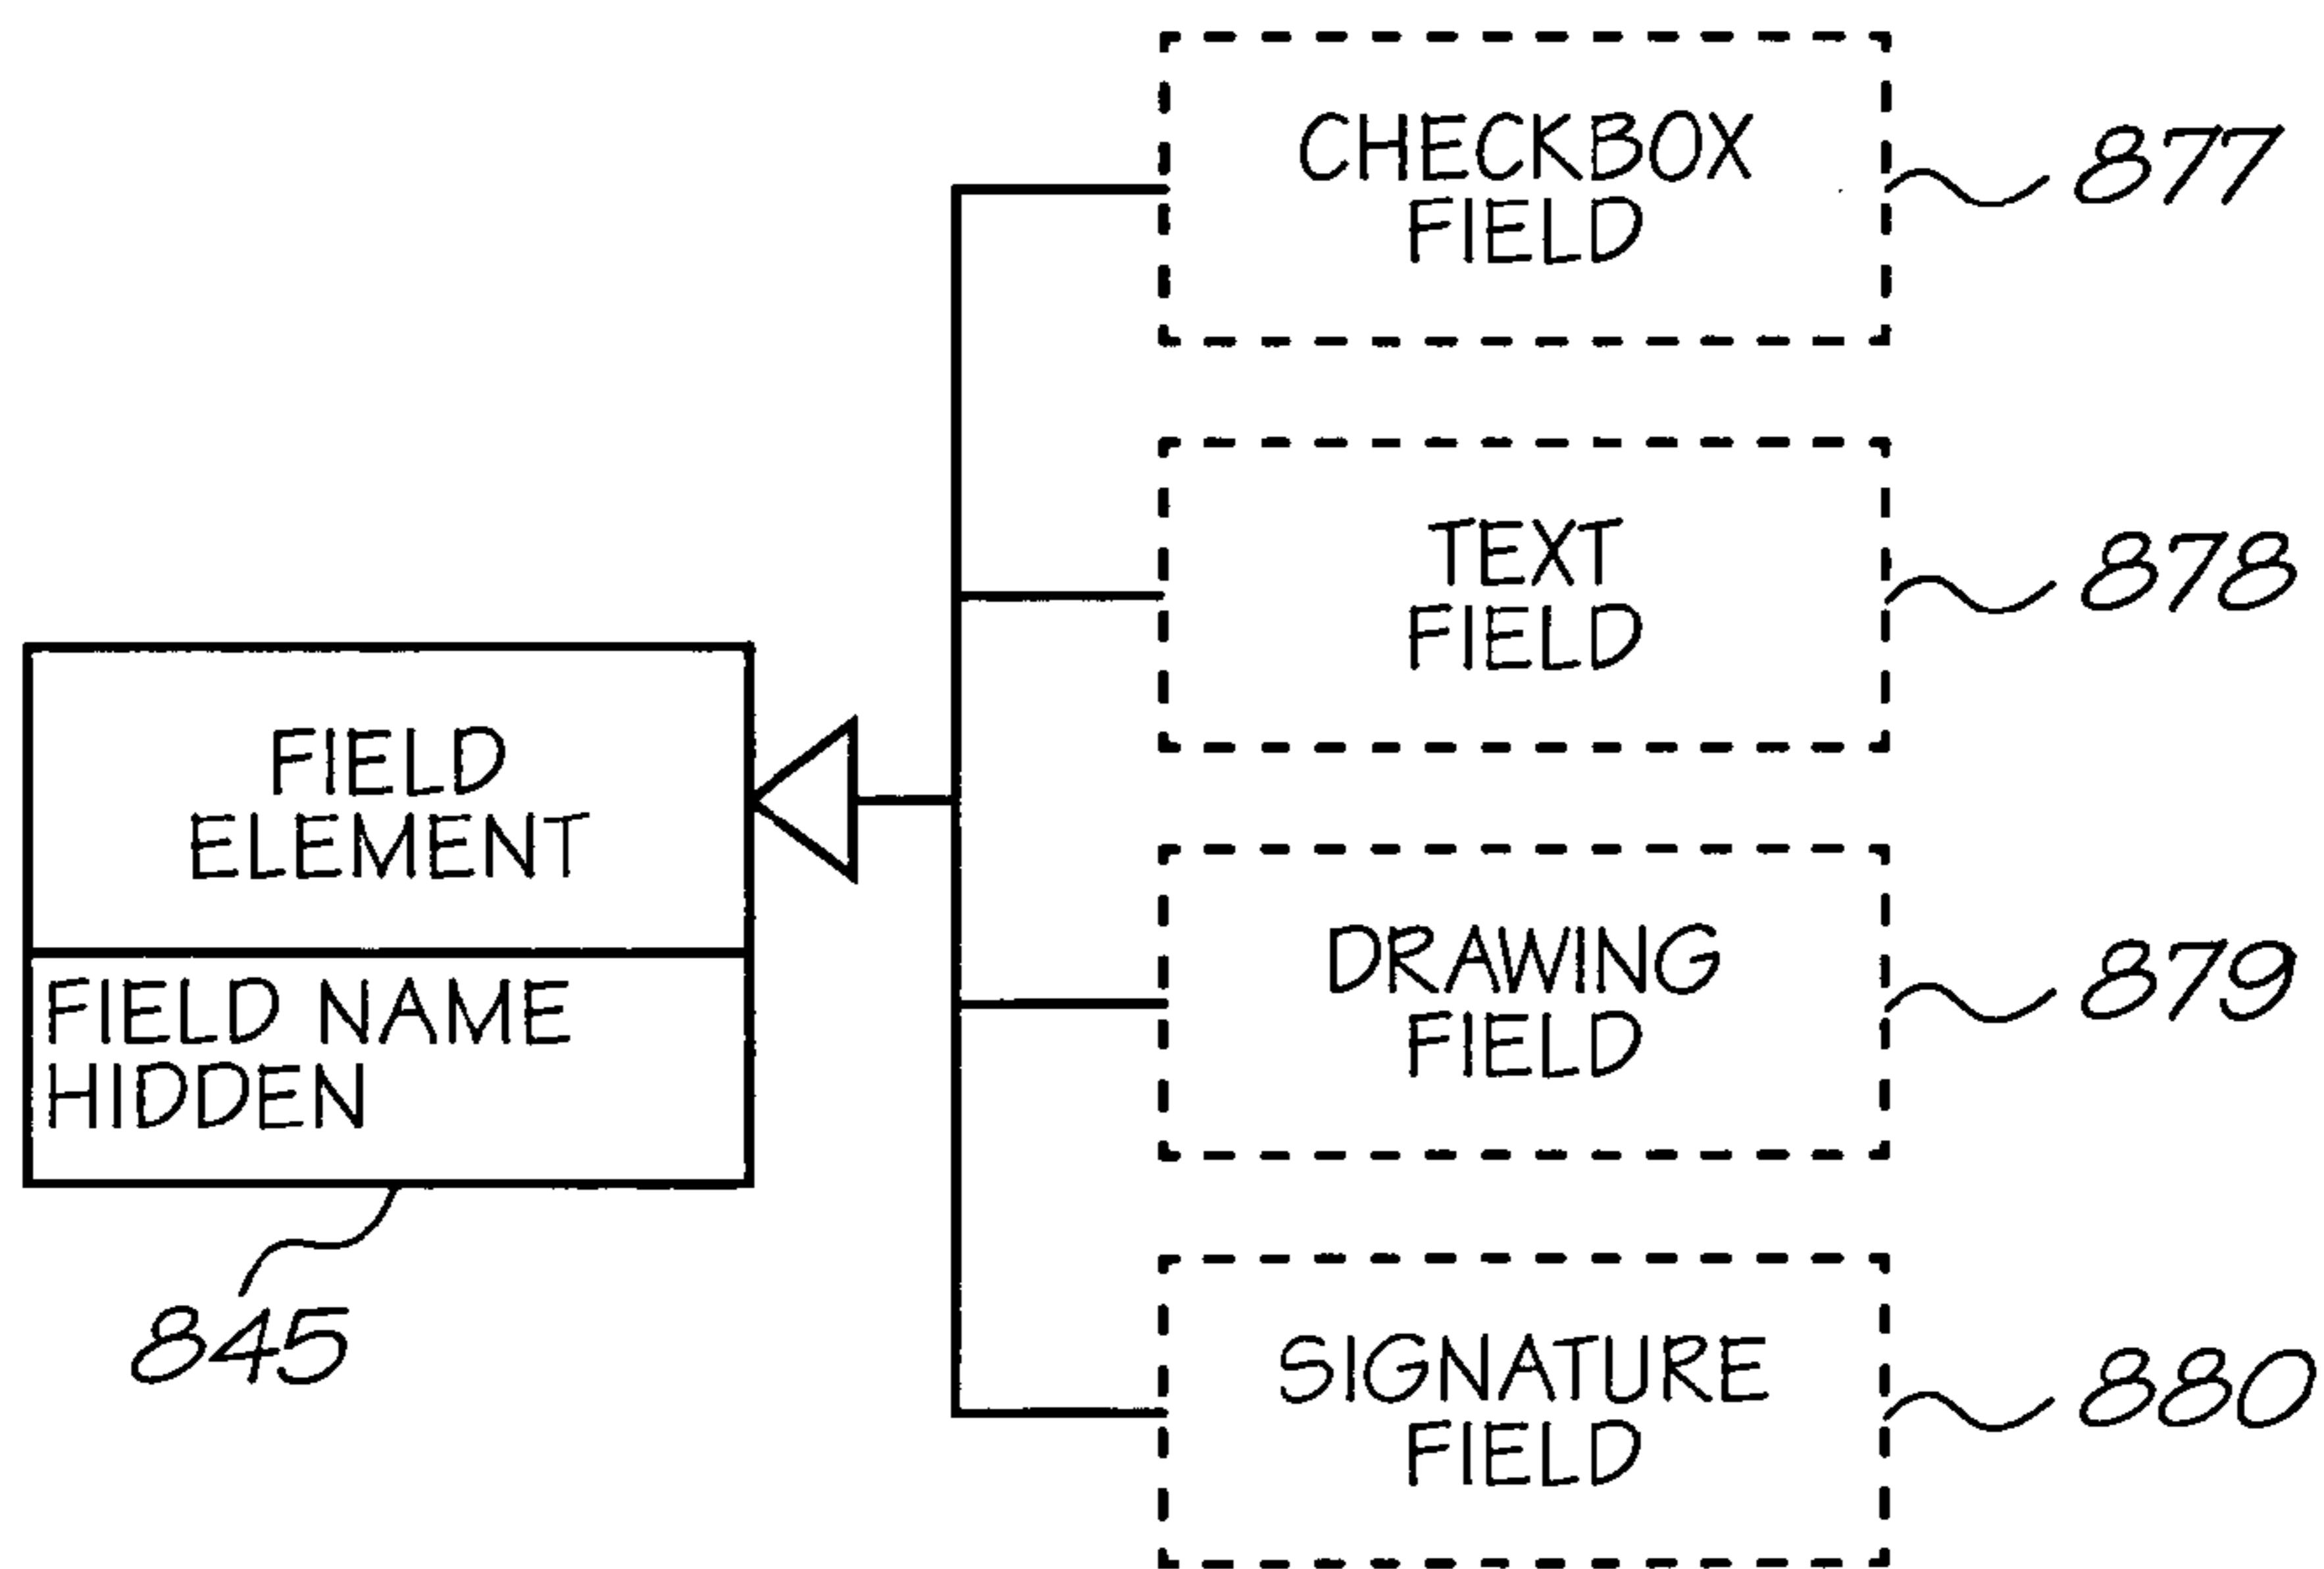 CHECKBOX
FIELD
877
TEXT
FIELD
878
FIELD
ELEMENT
FIELD NAME
HIDDEN
845
DRAWING
FIELD
879
SIGNATURE
FIELD
880